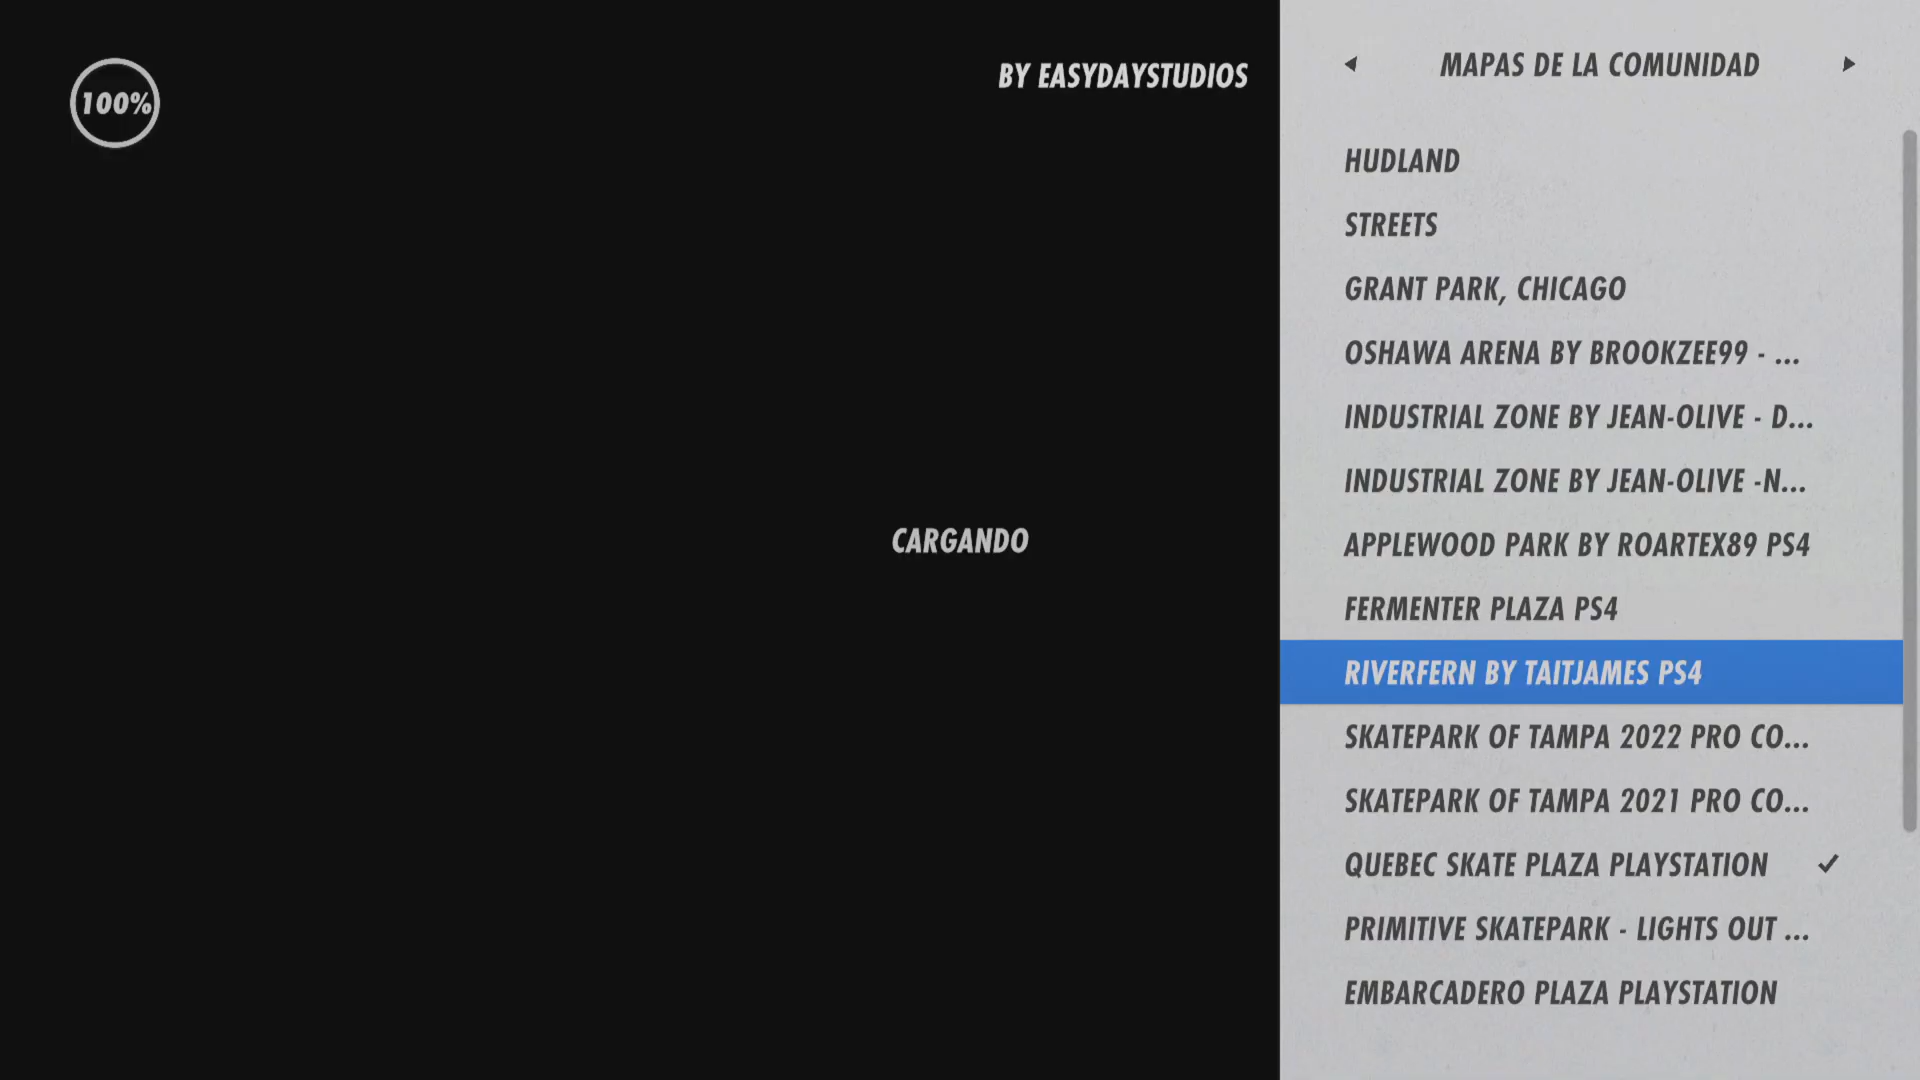 100%
BY EASYDAYSTUDIOS
CARGANDO
MAPAS DE LA COMUNIDAD
HUDLAND
STREETS
GRANT PARK, CHICAGO
OSHAWA ARENA BY BROOKZEE99 - ...
INDUSTRIAL ZONE BY JEAN-OLIVE - D...
INDUSTRIAL ZONE BY JEAN-OLIVE -N...
APPLEWOOD PARK BY ROARTEX89 PS4
FERMENTER PLAZA PS4
RIVERFERN BY TAITJAMES PS4
SKATEPARK OF TAMPA 2022 PRO CO...
SKATEPARK OF TAMPA 2021 PRO CO...
QUEBEC SKATE PLAZA PLAYSTATION
PRIMITIVE SKATEPARK - LIGHTS OUT ...
EMBARCADERO PLAZA PLAYSTATION